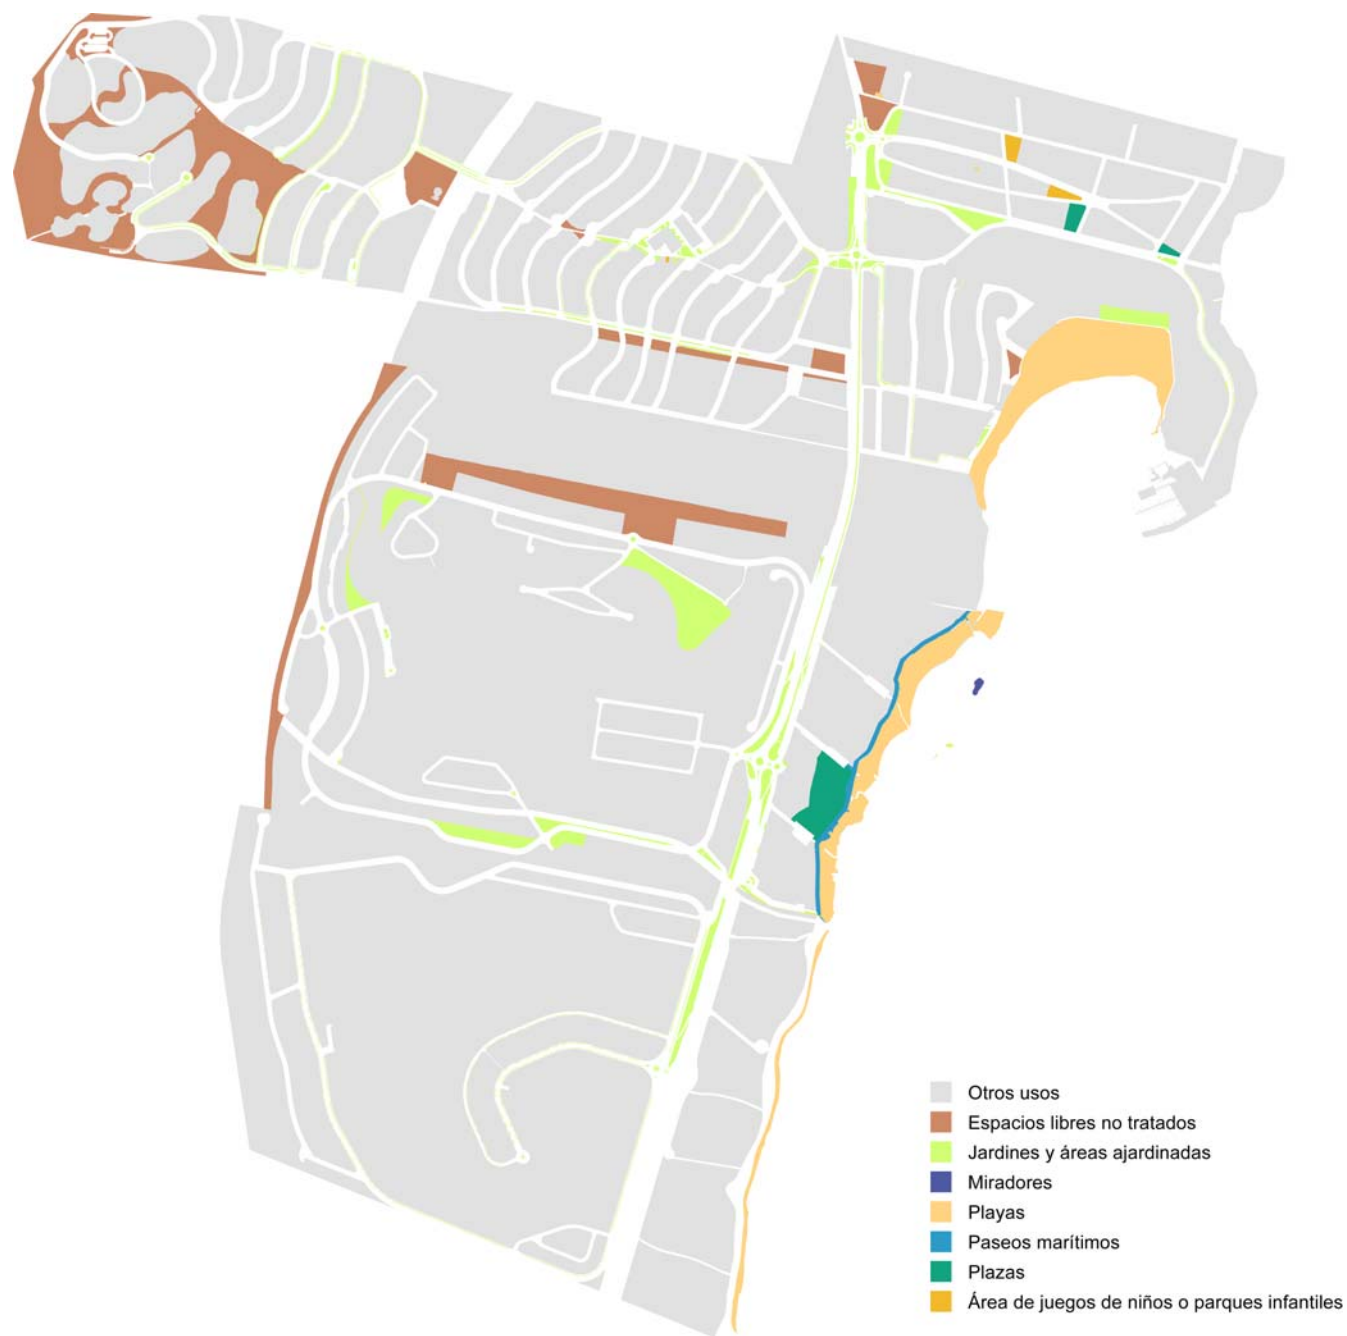 Otros usos
Espacios libres no tratados
Jardines y áreas ajardinadas
Miradores
Playas
Paseos marítimos
Plazas
Área de juegos de niños o parques infantiles